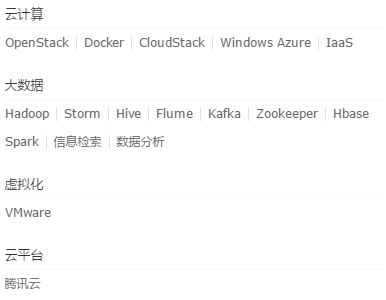 云计算
OpenStack | Docker | CloudStack | Windows Azure | IaaS
大数据
Hadoop | Storm | Hive | Flume | Kafka | Zookeeper | Hbase
Spark | 信息检索 | 数据分析
虚拟化
VMware
云平台
腾讯云